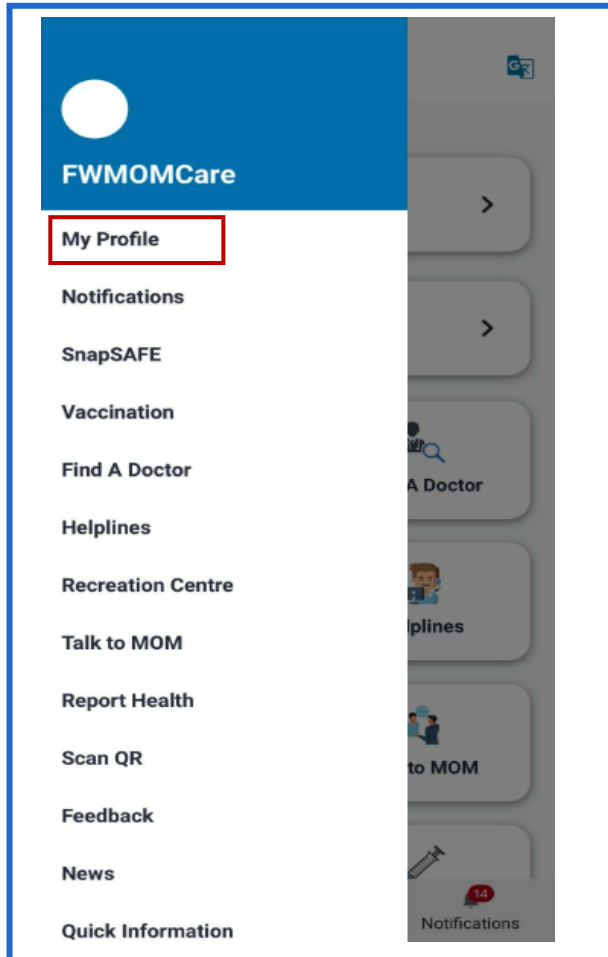 FWMOMCare
My Profile
Notifications
SnapSAFE
Vaccination
Find A Doctor
Helplines
Recreation Centre
Talk to MOM
Report Health
Scan QR
Feedback
News
Quick Information
A Doctor
lplines
to MOM
14
Notifications